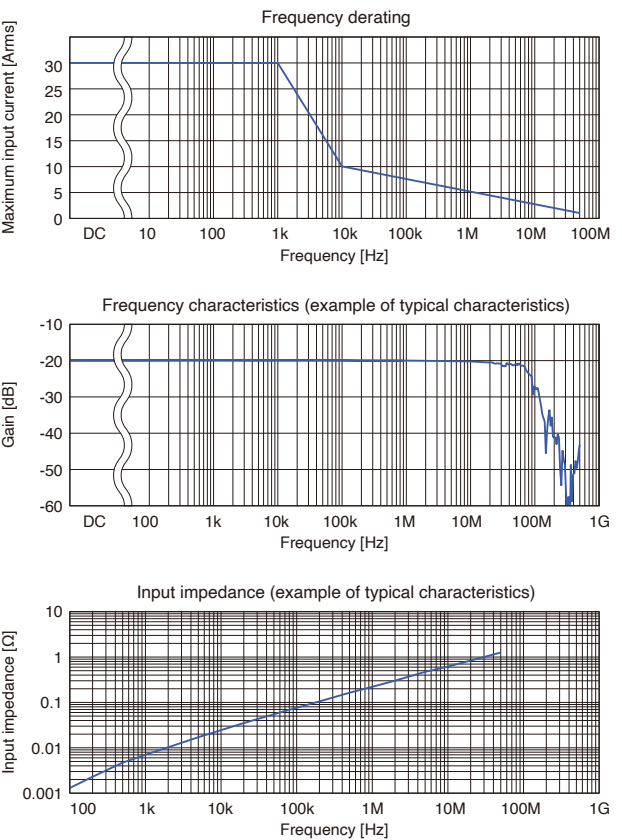 Frequency derating
Maximum input current [Arms]
30
25
20
15
10
5
0
DC 10 100 1k 10k 100k 1M 10M 100M
Frequency [Hz]
Frequency characteristics (example of typical characteristics)
Gain [dB]
-10
-20
-30
-40
-50
-60
DC 100 1k 10k 100k 1M 10M 100M 1G
Frequency [Hz]
Input impedance (example of typical characteristics)
Input impedance [Ω]
10
1
0.1
0.01
0.001
100 1k 10k 100k 1M 10M 100M 1G
Frequency [Hz]